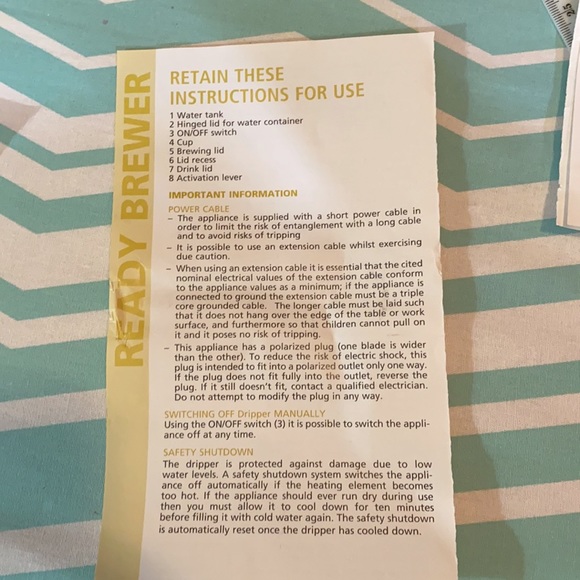 READY BREWER
RETAIN THESE
INSTRUCTIONS FOR USE
1 Water tank
2 Hinged lid for water container
3 ON/OFF switch
4 Cup
5 Brewing lid
6 Lid recess
7 Drink lid
8 Activation lever
IMPORTANT INFORMATION
POWER CABLE
– The appliance is supplied with a short power cable in
order to limit the risk of entanglement with a long cable
and to avoid risks of tripping
– It is possible to use an extension cable whilst exercising
due caution.
– When using an extension cable it is essential that the cited
nominal electrical values of the extension cable conform
to the appliance values as a minimum; if the appliance is
connected to ground the extension cable must be a triple
core grounded cable. The longer cable must be laid such
that it does not hang over the edge of the table or work
surface, and furthermore so that children cannot pull on
it and it poses no risk of tripping.
– This appliance has a polarized plug (one blade is wider
than the other). To reduce the risk of electric shock, this
plug is intended to fit into a polarized outlet only one way.
If the plug does not fit fully into the outlet, reverse the
plug. If it still doesn't fit, contact a qualified electrician.
Do not attempt to modify the plug in any way.
SWITCHING OFF Dripper MANUALLY
Using the ON/OFF switch (3) it is possible to switch the appli-
ance off at any time.
SAFETY SHUTDOWN
The dripper is protected against damage due to low
water levels. A safety shutdown system switches the appli-
ance off automatically if the heating element becomes
too hot. If the appliance should ever run dry during use
then you must allow it to cool down for ten minutes
before filling it with cold water again. The safety shutdown
is automatically reset once the dripper has cooled down.
25